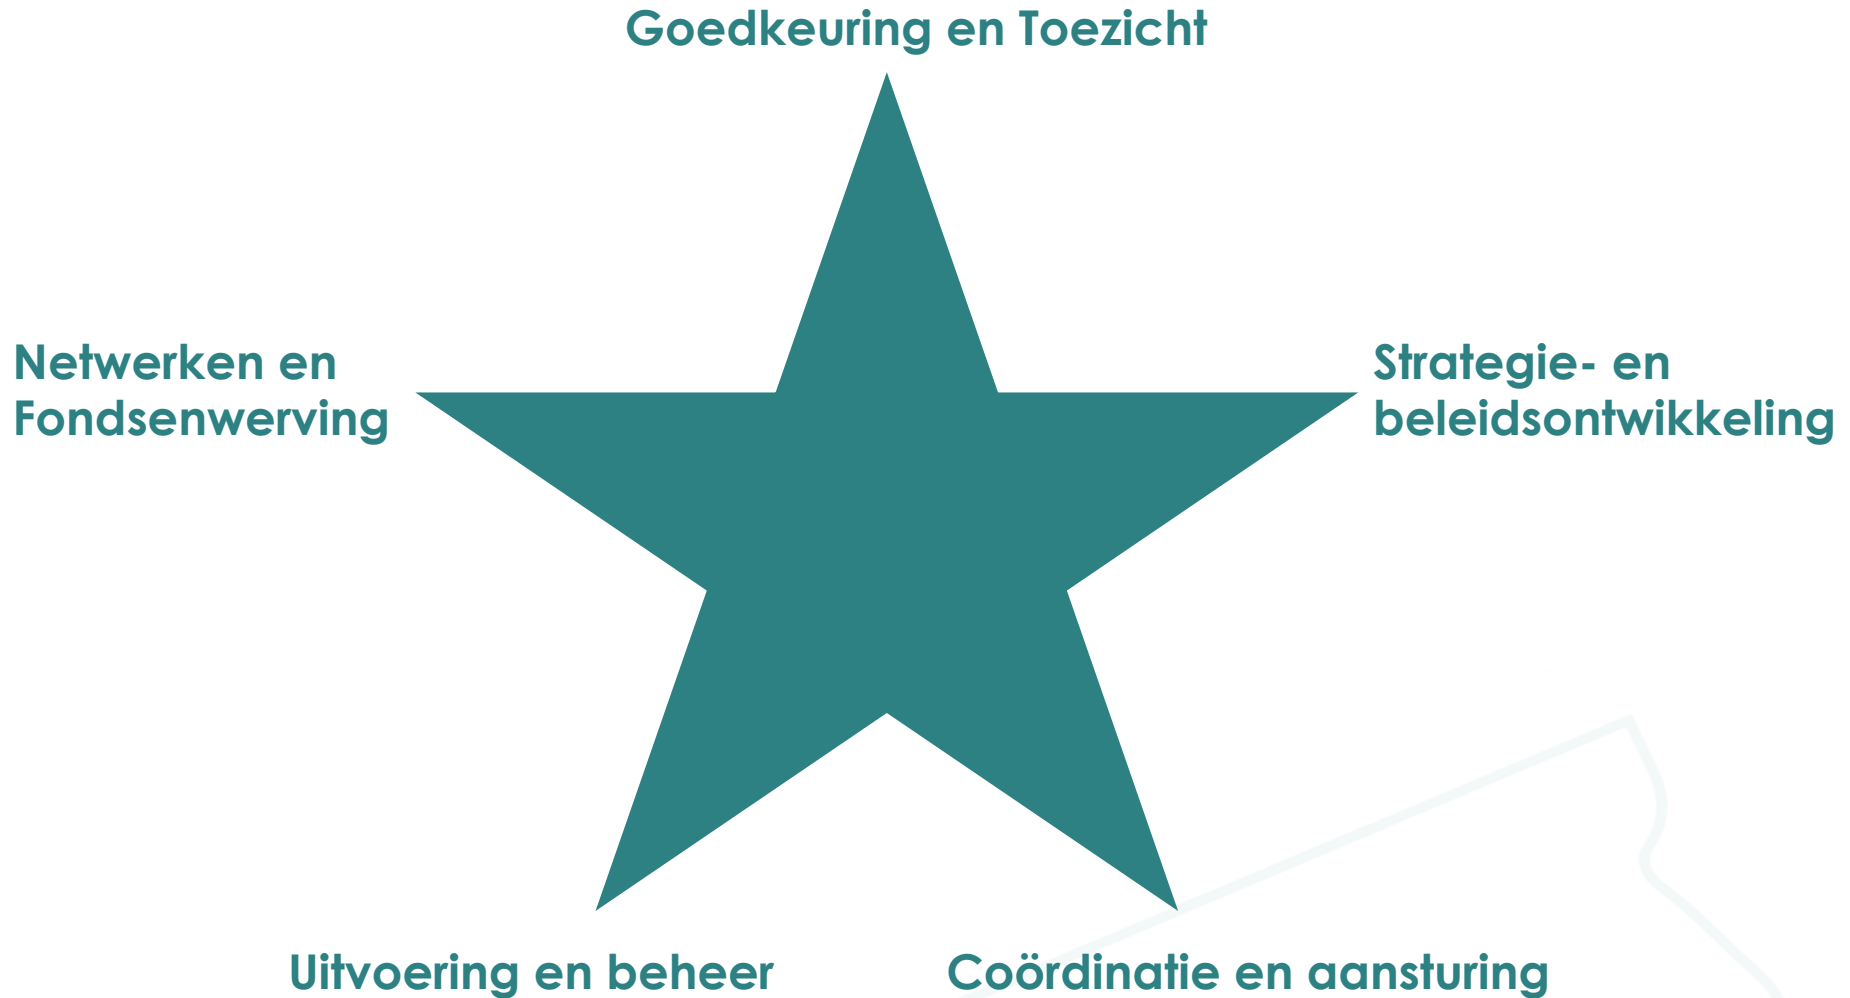 Goedkeuring en Toezicht
Netwerken en
Fondsenwerving
Strategie- en
beleidsontwikkeling
Uitvoering en beheer
Coördinatie en aansturing